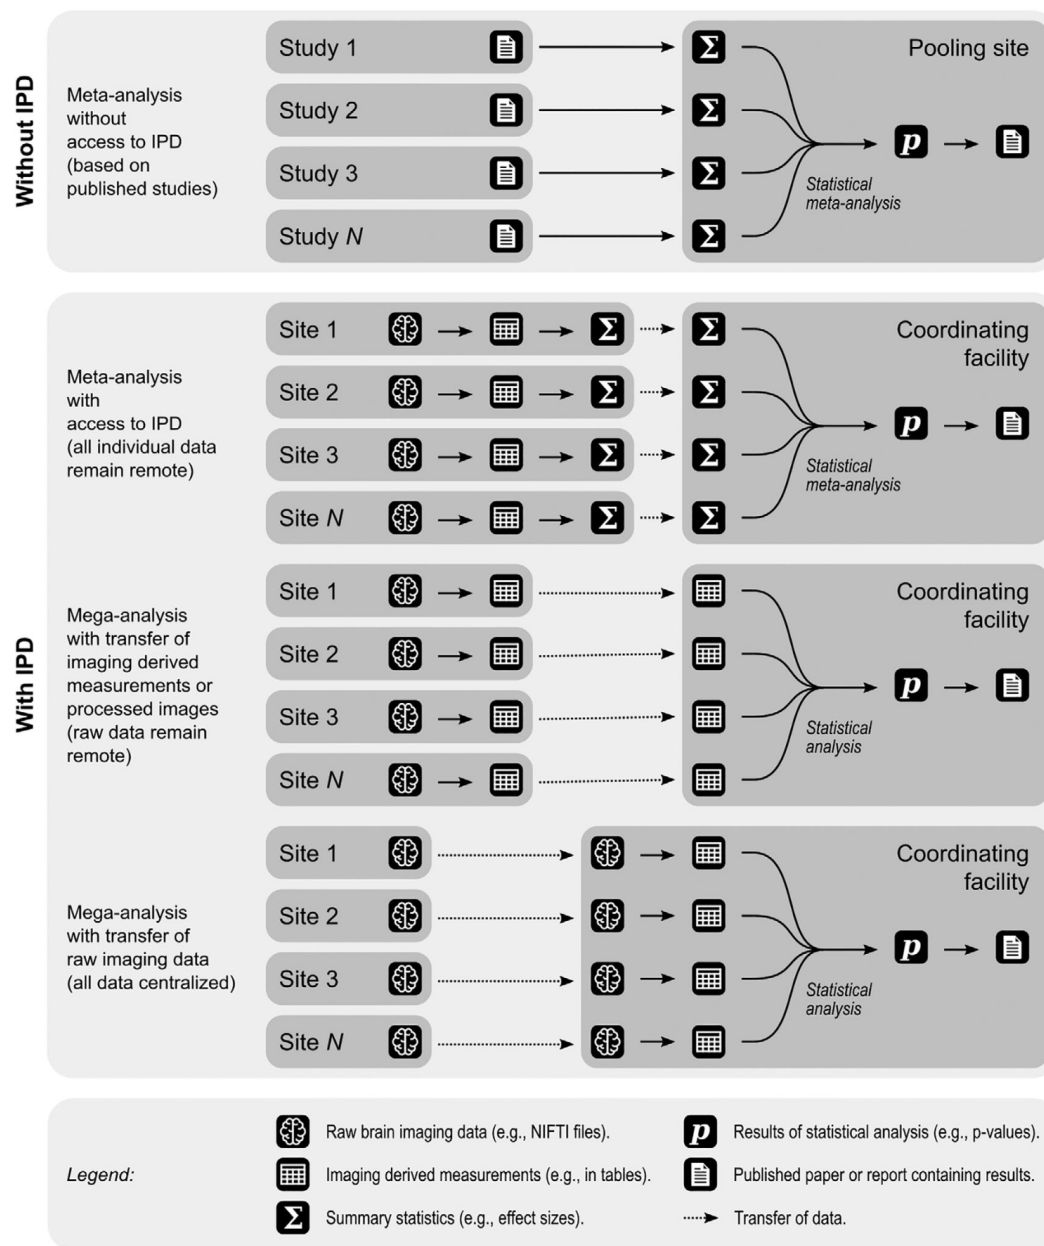 Without IPD
Meta-analysis
without
access to IPD
(based on
published studies)
Study 1
Study 2
Study 3
Study N
Σ
Σ
Σ
Σ
Pooling site
p
Statistical
meta-analysis
With IPD
Meta-analysis
with
access to IPD
(all individual data
remain remote)
Site 1
Σ
Σ
Site 2
Σ
Σ
Site 3
Σ
Σ
Site N
Σ
Σ
Coordinating
facility
p
Statistical
meta-analysis
Mega-analysis
with transfer of
imaging derived
measurements or
processed images
(raw data remain
remote)
Site 1
Site 2
Site 3
Site N
Coordinating
facility
p
Statistical
analysis
Mega-analysis
with transfer of
raw imaging data
(all data centralized)
Site 1
Site 2
Site 3
Site N
Coordinating
facility
p
Statistical
analysis
Legend:
Raw brain imaging data (e.g., NIFTI files).
Imaging derived measurements (e.g., in tables).
Σ Summary statistics (e.g., effect sizes).
p Results of statistical analysis (e.g., p-values).
Published paper or report containing results.
Transfer of data.